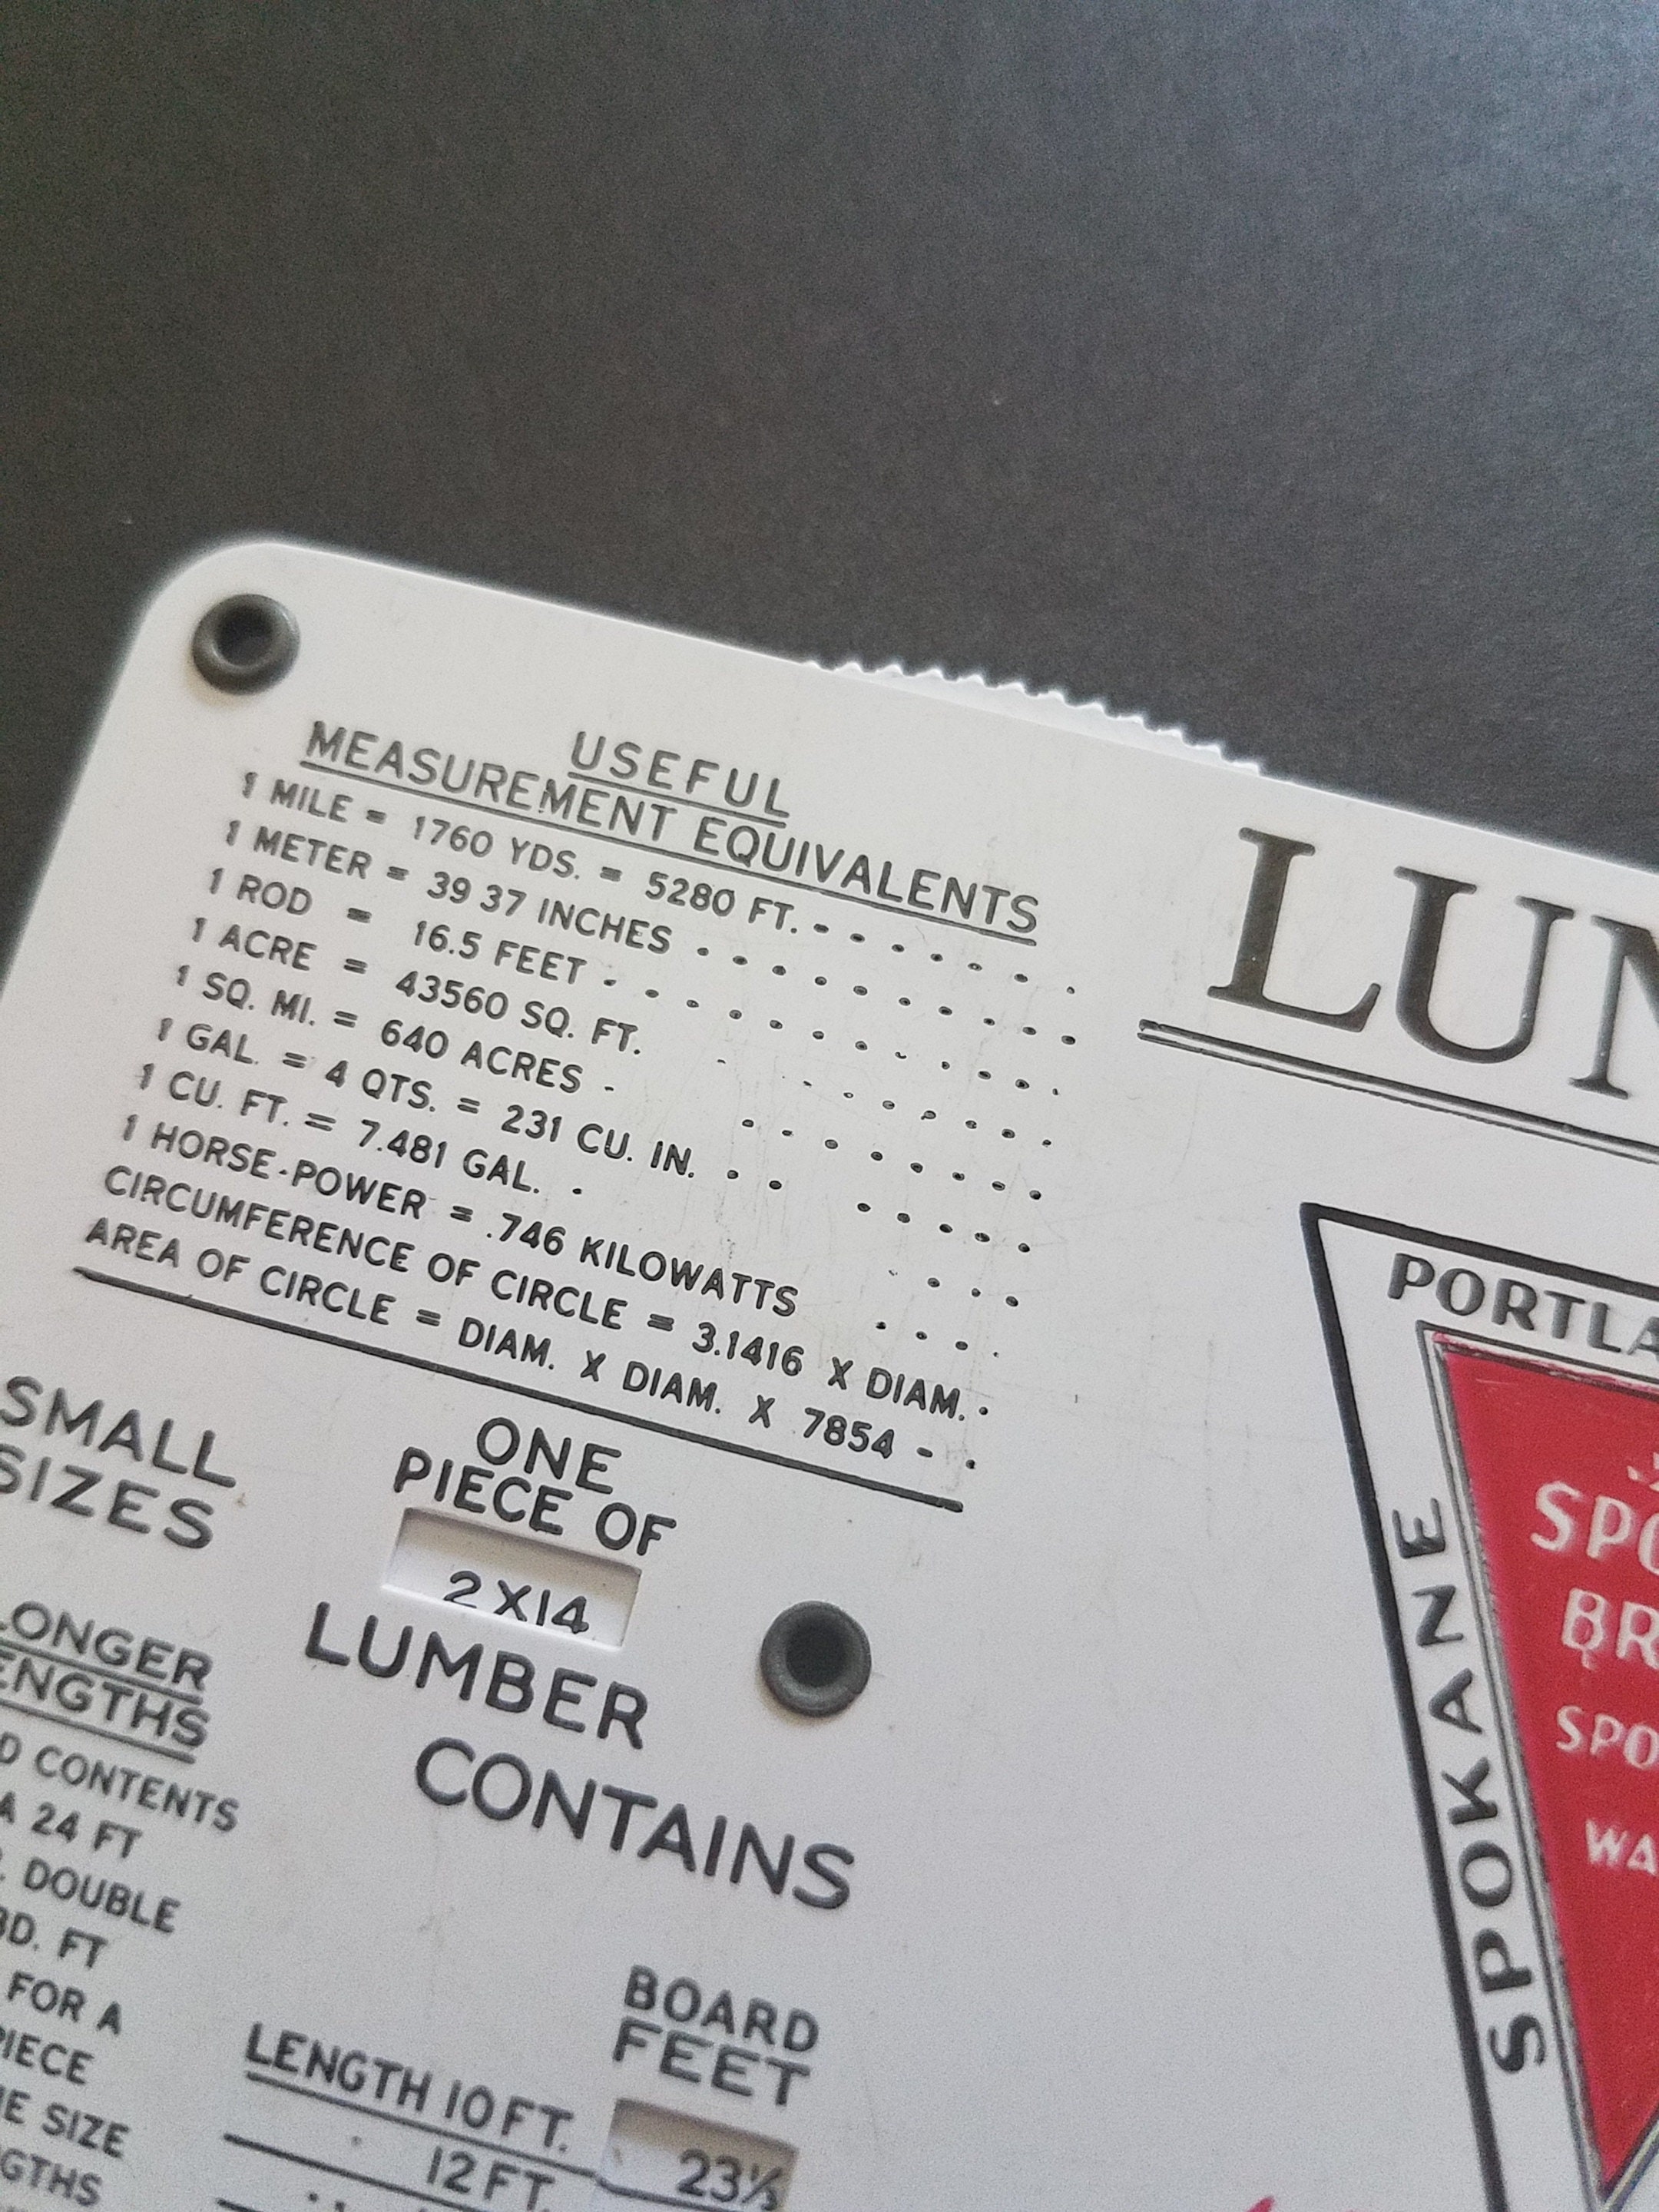 USEFUL
MEASUREMENT EQUIVALENTS
1 MILE = 1760 YDS. = 5280 FT.
1 METER = 39 37 INCHES
1 ROD = 16.5 FEET
1 ACRE = 43560 SQ. FT.
1 SQ. MI. = 640 ACRES
1 GAL. = 4 QTS. = 231 CU. IN.
1 CU. FT. = 7.481 GAL.
1 HORSE-POWER = .746 KILOWATTS
CIRCUMFERENCE OF CIRCLE = 3.1416 X DIAM.
AREA OF CIRCLE = DIAM. X DIAM. X 7854
SMALL
SIZES
ONE
PIECE OF
2X14
LUMBER
CONTAINS
LONGER
LENGTHS
CONTENTS
A 24 FT
DOUBLE
BD. FT
FOR A
PIECE
SIZE
BOARD
FEET
LENGTH 10 FT.
23⅓
12 FT.
LUM
PORTLA
SPOKANE
SPO
BR
SPO
WA